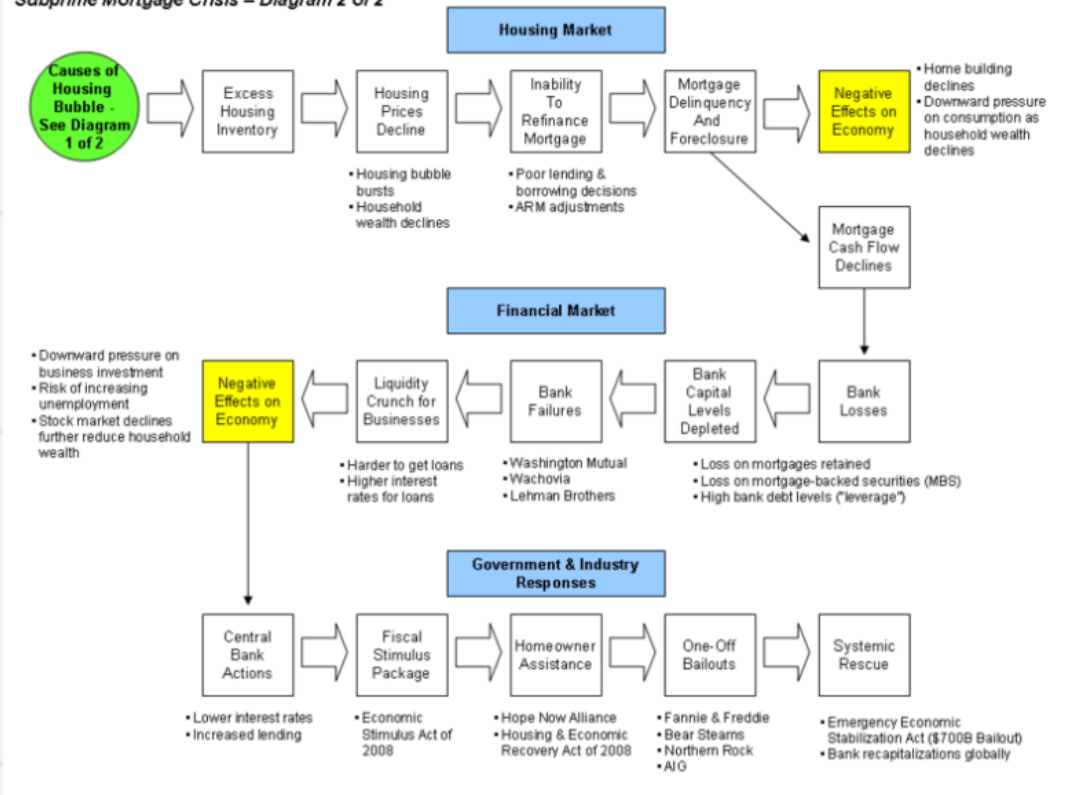 Subprime Mortgage Crisis – Diagram 2 of 2
Housing Market
Causes of
Housing
Bubble -
See Diagram
1 of 2
Excess
Housing
Inventory
Housing
Prices
Decline
Inability
To
Refinance
Mortgage
Mortgage
Delinquency
And
Foreclosure
Negative
Effects on
Economy
▪ Home building
declines
▪ Downward pressure
on consumption as
household wealth
declines
▪ Housing bubble
bursts
▪ Household
wealth declines
▪ Poor lending &
borrowing decisions
▪ ARM adjustments
Mortgage
Cash Flow
Declines
Financial Market
▪ Downward pressure on
business investment
▪ Risk of increasing
unemployment
▪ Stock market declines
further reduce household
wealth
Negative
Effects on
Economy
Liquidity
Crunch for
Businesses
Bank
Failures
Bank
Capital
Levels
Depleted
Bank
Losses
▪ Harder to get loans
▪ Higher interest
rates for loans
▪ Washington Mutual
▪ Wachovia
▪ Lehman Brothers
▪ Loss on mortgages retained
▪ Loss on mortgage-backed securities (MBS)
▪ High bank debt levels ("leverage")
Government & Industry
Responses
Central
Bank
Actions
Fiscal
Stimulus
Package
Homeowner
Assistance
One-Off
Bailouts
Systemic
Rescue
▪ Lower interest rates
▪ Increased lending
▪ Economic
Stimulus Act of
2008
▪ Hope Now Alliance
▪ Housing & Economic
Recovery Act of 2008
▪ Fannie & Freddie
▪ Bear Stearns
▪ Northern Rock
▪ AIG
▪ Emergency Economic
Stabilization Act ($700B Bailout)
▪ Bank recapitalizations globally